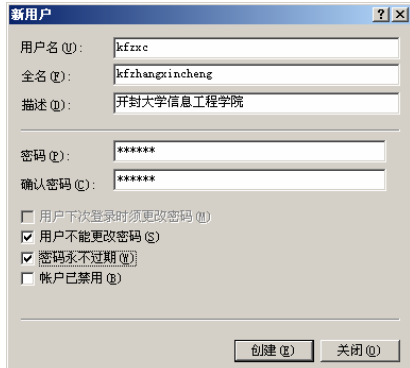 新用户
用户名(U): kfzxc
全名(F): kfzhangxincheng
描述(D): 开封大学信息工程学院
密码(P): ******
确认密码(C): ******
用户下次登录时须更改密码(M)
用户不能更改密码(S)
密码永不过期(W)
帐户已禁用(B)
创建(E) 关闭(O)